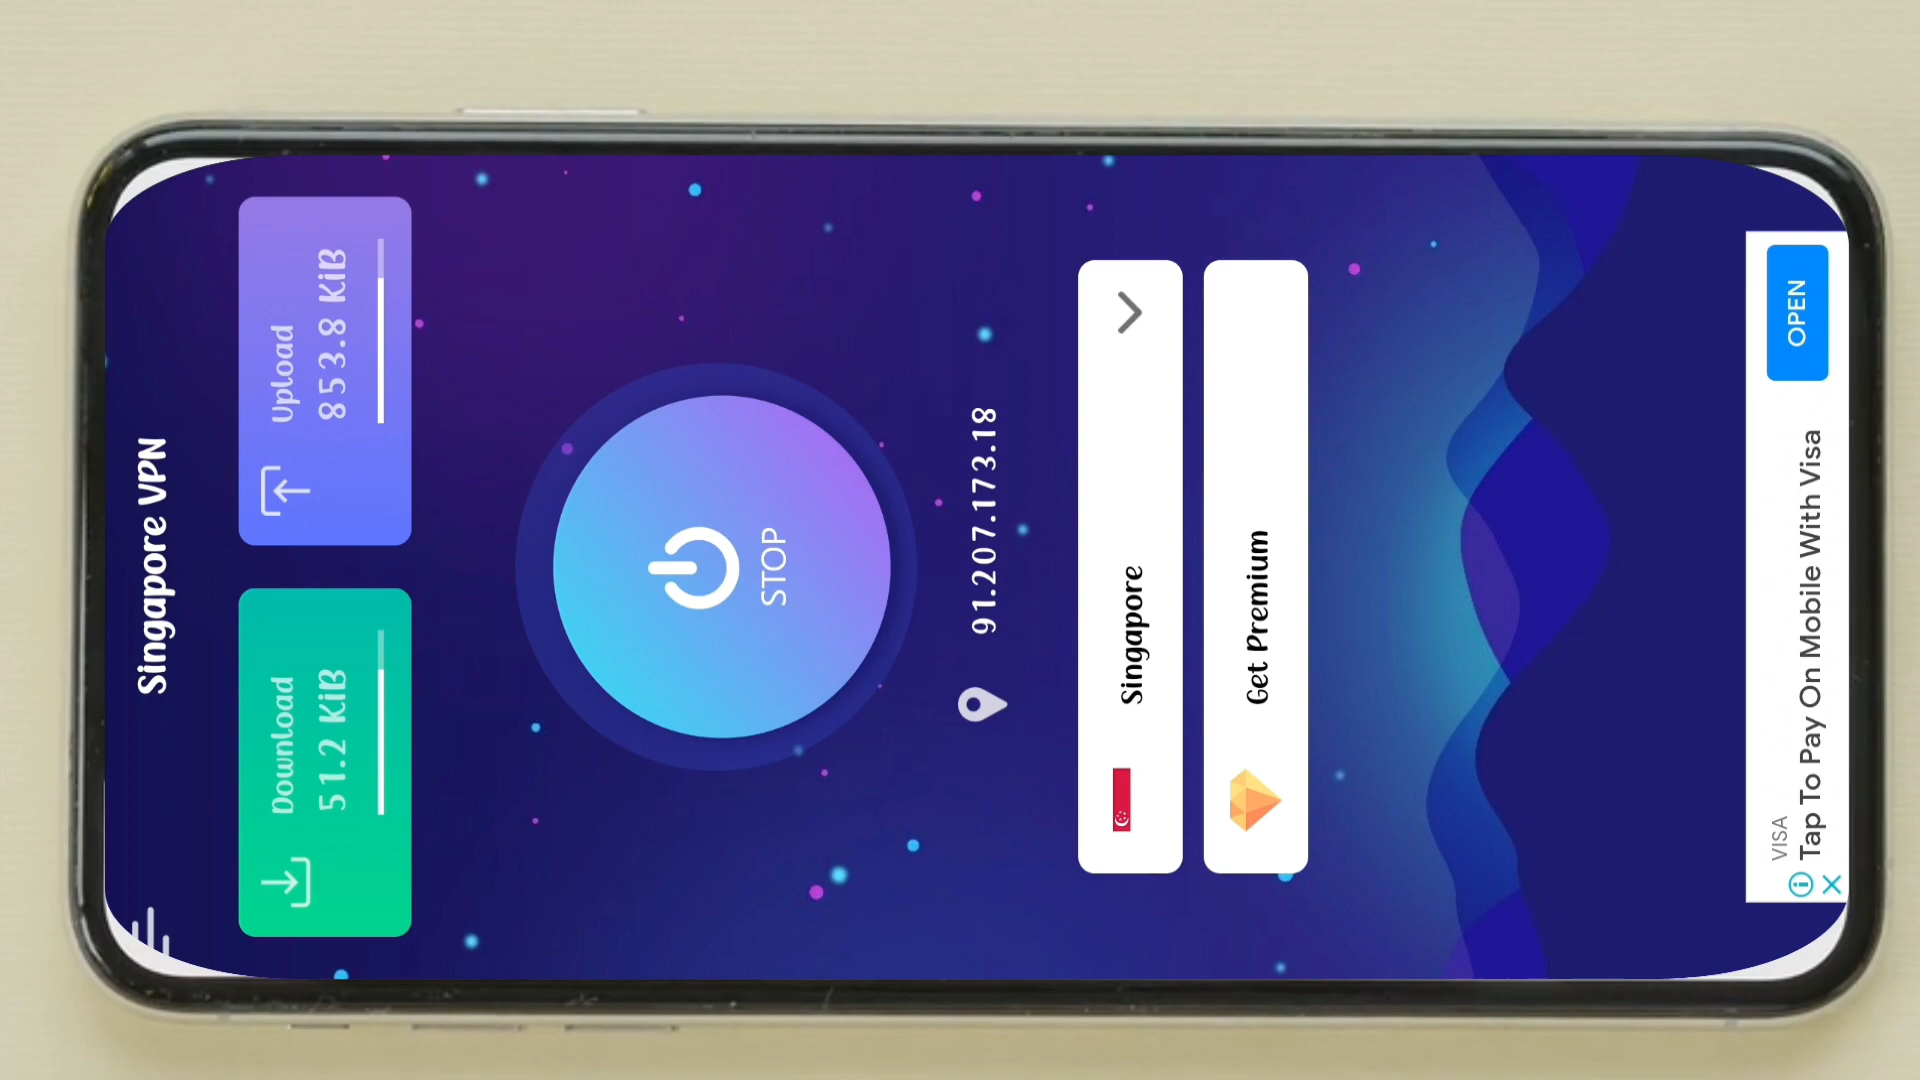 Singapore VPN
Download
51.2 KiB
Upload
853.8 KiB
STOP
91.207.173.18
Singapore
Get Premium
VISA
Tap To Pay On Mobile With Visa
OPEN